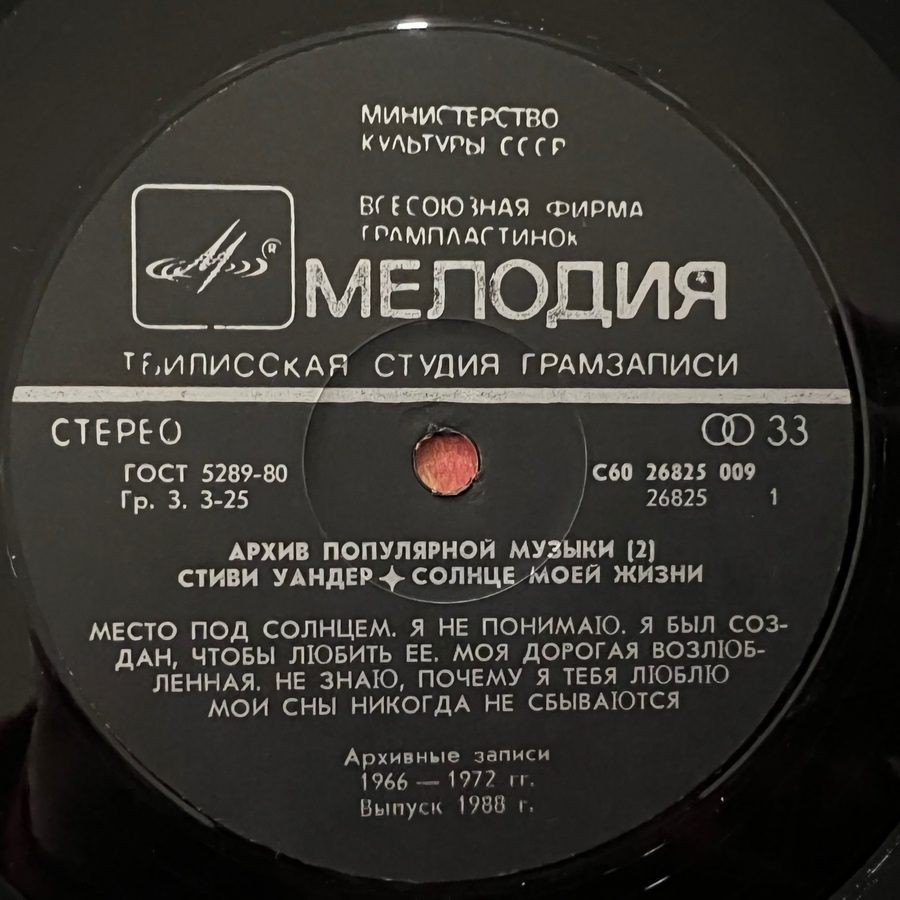 МИНИСТЕРСТВО
КУЛЬТУРЫ СССР
ВСЕСОЮЗНАЯ ФИРМА
ГРАМПЛАСТИНОК
®
МЕЛОДИЯ
ТБИЛИССКАЯ СТУДИЯ ГРАМЗАПИСИ
СТЕРЕО
33
ГОСТ 5289-80
С60 26825 009
Гр. 3. 3-25
26825 1
АРХИВ ПОПУЛЯРНОЙ МУЗЫКИ (2)
СТИВИ УАНДЕР✦СОЛНЦЕ МОЕЙ ЖИЗНИ
МЕСТО ПОД СОЛНЦЕМ. Я НЕ ПОНИМАЮ. Я БЫЛ СОЗ-
ДАН, ЧТОБЫ ЛЮБИТЬ ЕЕ. МОЯ ДОРОГАЯ ВОЗЛЮБ-
ЛЕННАЯ. НЕ ЗНАЮ, ПОЧЕМУ Я ТЕБЯ ЛЮБЛЮ
МОИ СНЫ НИКОГДА НЕ СБЫВАЮТСЯ
Архивные записи
1966 — 1972 гг.
Выпуск 1988 г.